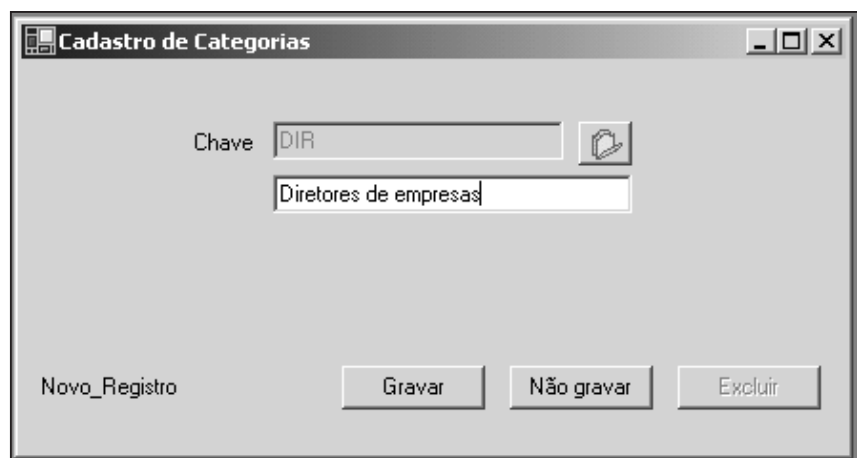 Cadastro de Categorias
Chave DIR
Diretores de empresas
Novo_Registro Gravar Não gravar Excluir